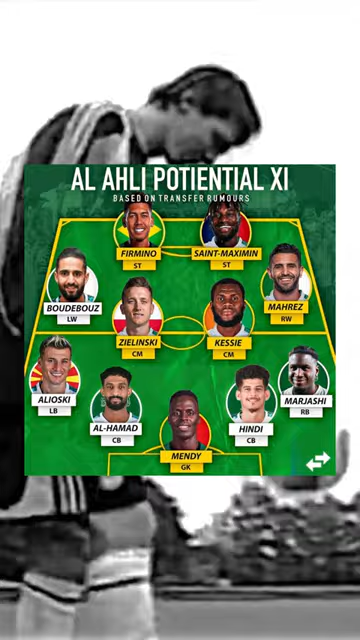 AL AHLI POTIENTIAL XI
BASED ON TRANSFER RUMOURS
FIRMINO
ST
SAINT-MAXIMIN
ST
BOUDEBOUZ
LW
MAHREZ
RW
ZIELINSKI
CM
KESSIE
CM
ALIOSKI
LB
MARJASHI
RB
AL-HAMAD
CB
HINDI
CB
MENDY
GK